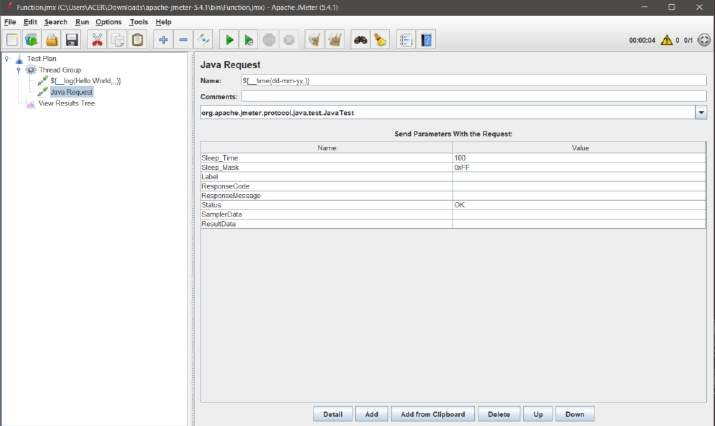 Function.jmx (C:\Users\ACER\Downloads\apache-jmeter-5.4.1\bin\Function.jmx) - Apache JMeter (5.4.1)
File Edit Search Run Options Tools Help
00:00:04 0 0/1
Test Plan
Thread Group
${__log(Hello World,,,)}
Java Request
View Results Tree
Java Request
Name: ${__time(dd-mm-yy,)}
Comments:
org.apache.jmeter.protocol.java.test.JavaTest
Send Parameters With the Request:
Name: Value
Sleep_Time 100
Sleep_Mask 0xFF
Label
ResponseCode
ResponseMessage
Status OK
SamplerData
ResultData
Detail Add Add from Clipboard Delete Up Down